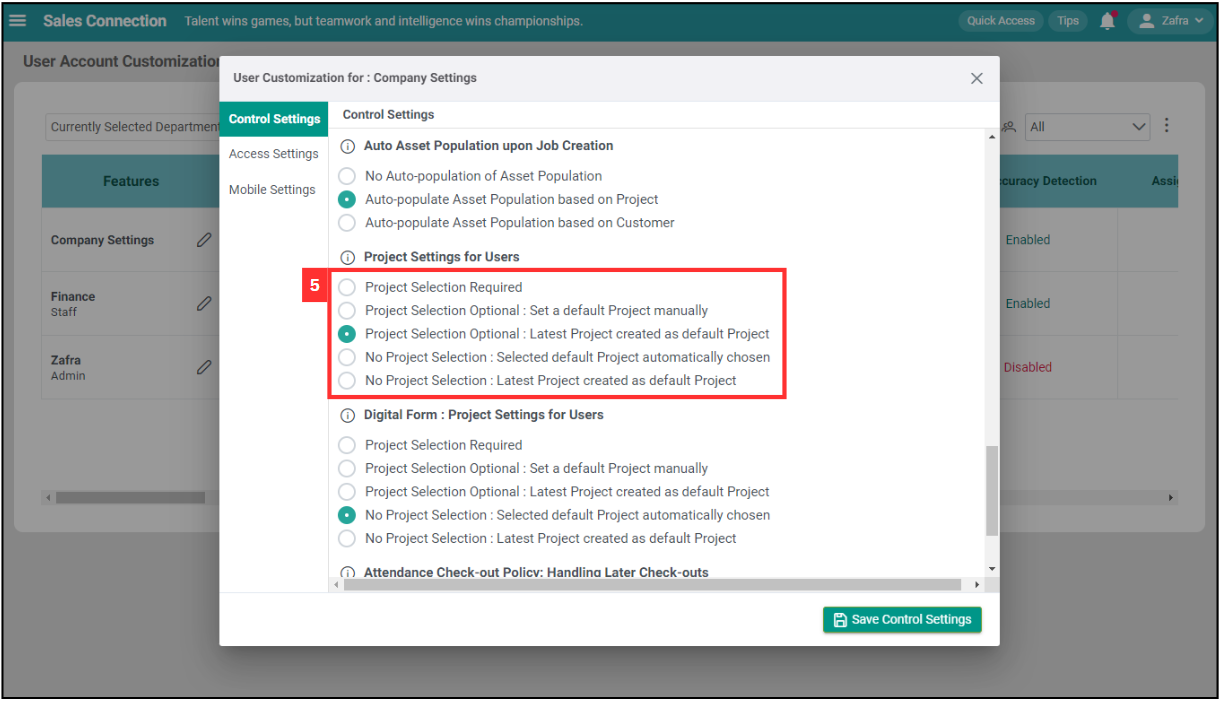 Sales Connection Talent wins games, but teamwork and intelligence wins championships. Quick Access Tips Zafra
User Account Customization
User Customization for : Company Settings
Control Settings
Access Settings
Mobile Settings
Control Settings
Auto Asset Population upon Job Creation
No Auto-population of Asset Population
Auto-populate Asset Population based on Project
Auto-populate Asset Population based on Customer
Project Settings for Users
5
Project Selection Required
Project Selection Optional : Set a default Project manually
Project Selection Optional : Latest Project created as default Project
No Project Selection : Selected default Project automatically chosen
No Project Selection : Latest Project created as default Project
Digital Form : Project Settings for Users
Project Selection Required
Project Selection Optional : Set a default Project manually
Project Selection Optional : Latest Project created as default Project
No Project Selection : Selected default Project automatically chosen
No Project Selection : Latest Project created as default Project
Attendance Check-out Policy: Handling Later Check-outs
Save Control Settings
Currently Selected Department
All
Features
Detection
Company Settings
Enabled
Finance
Staff
Enabled
Zafra
Admin
Disabled